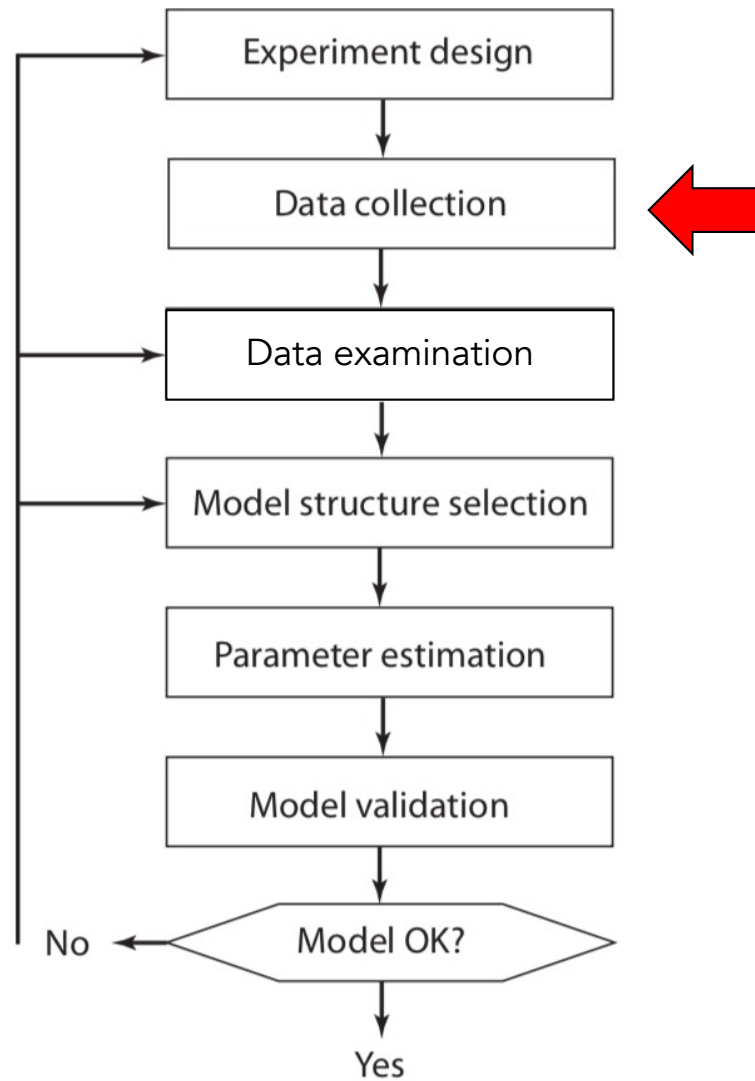 Experiment design
Data collection
Data examination
Model structure selection
Parameter estimation
Model validation
No
Model OK?
Yes